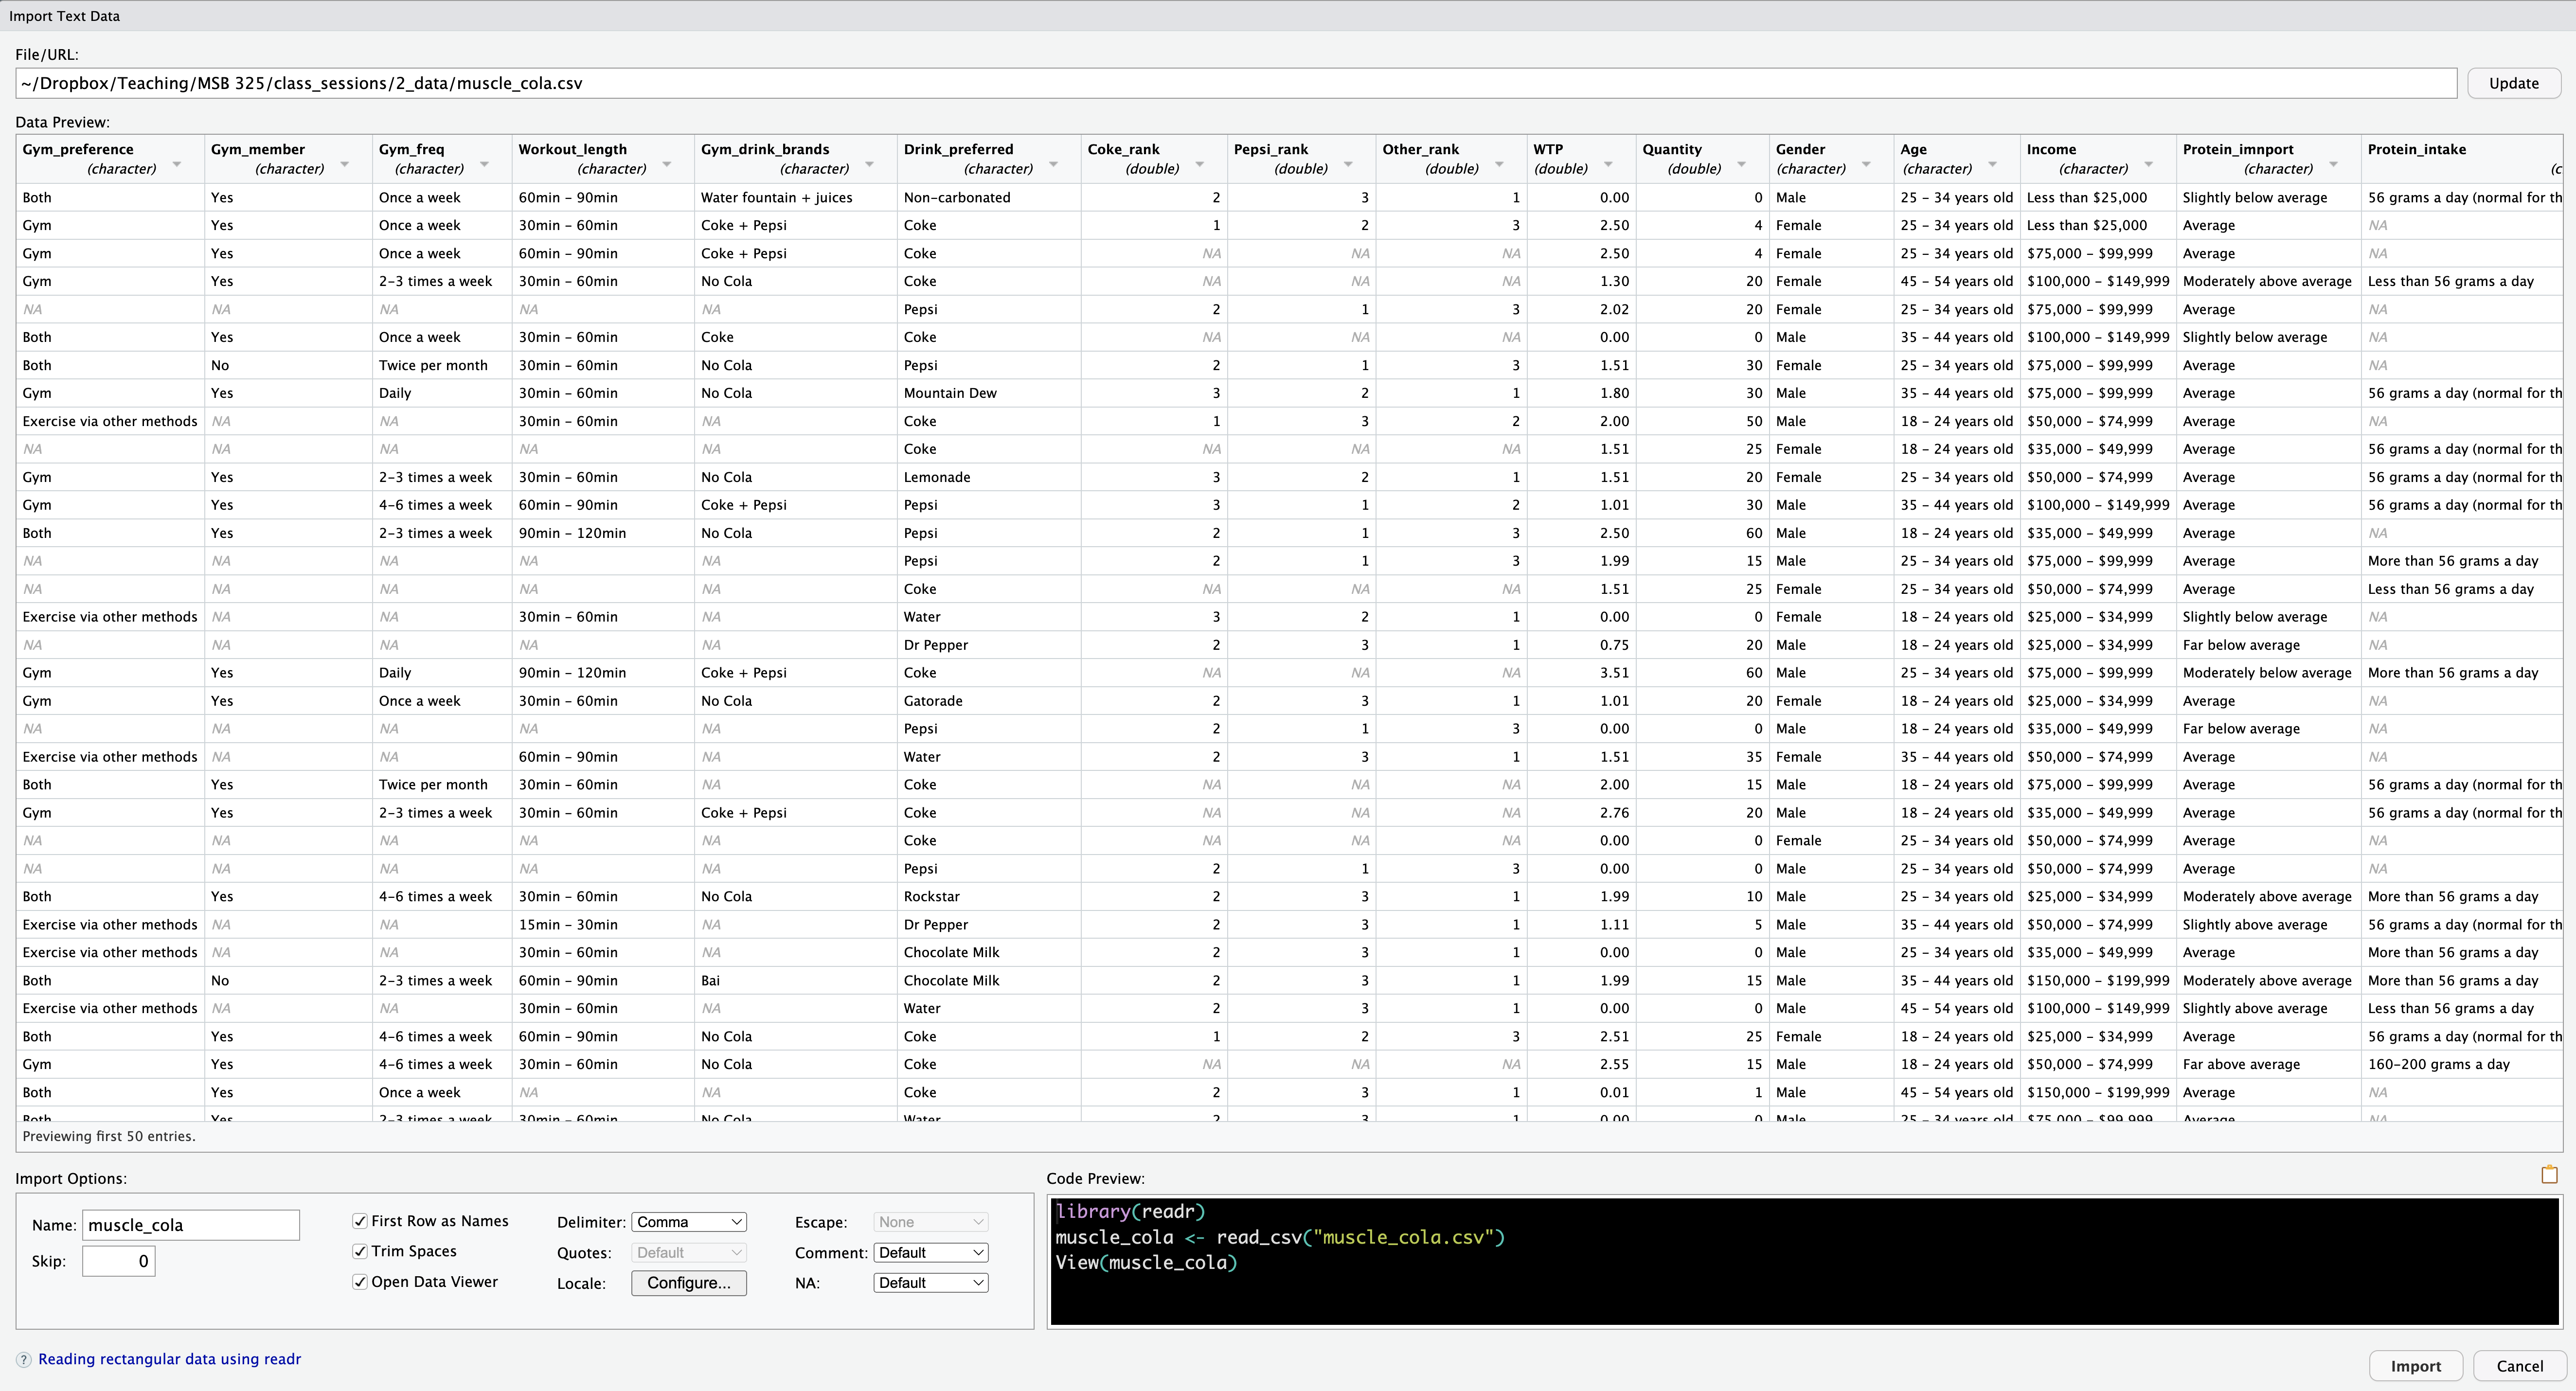 Import Text Data
File/URL:
~/Dropbox/Teaching/MSB 325/class_sessions/2_data/muscle_cola.csv Update
Data Preview:
Gym_preference Gym_member Gym_freq Workout_length Gym_drink_brands Drink_preferred Coke_rank Pepsi_rank Other_rank WTP Quantity Gender Age Income Protein_imnport Protein_intake
(character) (character) (character) (character) (character) (character) (double) (double) (double) (double) (double) (character) (character) (character) (character) (c
Both Yes Once a week 60min – 90min Water fountain + juices Non-carbonated 2 3 1 0.00 0 Male 25 – 34 years old Less than $25,000 Slightly below average 56 grams a day (normal for th
Gym Yes Once a week 30min – 60min Coke + Pepsi Coke 1 2 3 2.50 4 Female 25 – 34 years old Less than $25,000 Average NA
Gym Yes Once a week 60min – 90min Coke + Pepsi Coke NA NA NA 2.50 4 Female 25 – 34 years old $75,000 – $99,999 Average NA
Gym Yes 2–3 times a week 30min – 60min No Cola Coke NA NA NA 1.30 20 Female 45 – 54 years old $100,000 – $149,999 Moderately above average Less than 56 grams a day
NA NA NA NA NA Pepsi 2 1 3 2.02 20 Female 25 – 34 years old $75,000 – $99,999 Average NA
Both Yes Once a week 30min – 60min Coke Coke NA NA NA 0.00 0 Male 35 – 44 years old $100,000 – $149,999 Slightly below average NA
Both No Twice per month 30min – 60min No Cola Pepsi 2 1 3 1.51 30 Female 25 – 34 years old $75,000 – $99,999 Average NA
Gym Yes Daily 30min – 60min No Cola Mountain Dew 3 2 1 1.80 30 Male 35 – 44 years old $75,000 – $99,999 Average 56 grams a day (normal for th
Exercise via other methods NA NA 30min – 60min NA Coke 1 3 2 2.00 50 Male 18 – 24 years old $50,000 – $74,999 Average NA
NA NA NA NA NA Coke NA NA NA 1.51 25 Female 18 – 24 years old $35,000 – $49,999 Average 56 grams a day (normal for th
Gym Yes 2–3 times a week 30min – 60min No Cola Lemonade 3 2 1 1.51 20 Female 25 – 34 years old $50,000 – $74,999 Average 56 grams a day (normal for th
Gym Yes 4–6 times a week 60min – 90min Coke + Pepsi Pepsi 3 1 2 1.01 30 Male 35 – 44 years old $100,000 – $149,999 Average 56 grams a day (normal for th
Both Yes 2–3 times a week 90min – 120min No Cola Pepsi 2 1 3 2.50 60 Male 18 – 24 years old $35,000 – $49,999 Average NA
NA NA NA NA NA Pepsi 2 1 3 1.99 15 Male 25 – 34 years old $75,000 – $99,999 Average More than 56 grams a day
NA NA NA NA NA Coke NA NA NA 1.51 25 Female 25 – 34 years old $50,000 – $74,999 Average Less than 56 grams a day
Exercise via other methods NA NA 30min – 60min NA Water 3 2 1 0.00 0 Female 18 – 24 years old $25,000 – $34,999 Slightly below average NA
NA NA NA NA NA Dr Pepper 2 3 1 0.75 20 Male 18 – 24 years old $25,000 – $34,999 Far below average NA
Gym Yes Daily 90min – 120min Coke + Pepsi Coke NA NA NA 3.51 60 Male 25 – 34 years old $75,000 – $99,999 Moderately below average More than 56 grams a day
Gym Yes Once a week 30min – 60min No Cola Gatorade 2 3 1 1.01 20 Female 18 – 24 years old $25,000 – $34,999 Average NA
NA NA NA NA NA Pepsi 2 1 3 0.00 0 Male 18 – 24 years old $35,000 – $49,999 Far below average NA
Exercise via other methods NA NA 60min – 90min NA Water 2 3 1 1.51 35 Female 35 – 44 years old $50,000 – $74,999 Average NA
Both Yes Twice per month 30min – 60min NA Coke NA NA NA 2.00 15 Male 18 – 24 years old $75,000 – $99,999 Average 56 grams a day (normal for th
Gym Yes 2–3 times a week 30min – 60min Coke + Pepsi Coke NA NA NA 2.76 20 Male 18 – 24 years old $35,000 – $49,999 Average 56 grams a day (normal for th
NA NA NA NA NA Coke NA NA NA 0.00 0 Female 25 – 34 years old $50,000 – $74,999 Average NA
NA NA NA NA NA Pepsi 2 1 3 0.00 0 Male 25 – 34 years old $50,000 – $74,999 Average NA
Both Yes 4–6 times a week 30min – 60min No Cola Rockstar 2 3 1 1.99 10 Male 25 – 34 years old $25,000 – $34,999 Moderately above average More than 56 grams a day
Exercise via other methods NA NA 15min – 30min NA Dr Pepper 2 3 1 1.11 5 Male 35 – 44 years old $50,000 – $74,999 Slightly above average 56 grams a day (normal for th
Exercise via other methods NA NA 30min – 60min NA Chocolate Milk 2 3 1 0.00 0 Male 25 – 34 years old $35,000 – $49,999 Average More than 56 grams a day
Both No 2–3 times a week 60min – 90min Bai Chocolate Milk 2 3 1 1.99 15 Male 35 – 44 years old $150,000 – $199,999 Moderately above average More than 56 grams a day
Exercise via other methods NA NA 30min – 60min NA Water 2 3 1 0.00 0 Male 45 – 54 years old $100,000 – $149,999 Slightly above average Less than 56 grams a day
Both Yes 4–6 times a week 60min – 90min No Cola Coke 1 2 3 2.51 25 Female 18 – 24 years old $25,000 – $34,999 Average 56 grams a day (normal for th
Gym Yes 4–6 times a week 30min – 60min No Cola Coke NA NA NA 2.55 15 Male 18 – 24 years old $50,000 – $74,999 Far above average 160–200 grams a day
Both Yes Once a week NA NA Coke 2 3 1 0.01 1 Male 45 – 54 years old $150,000 – $199,999 Average NA
Both Yes 2–3 times a week 30min – 60min No Cola Water 2 3 1 0.00 0 Male 25 – 34 years old $75,000 – $99,999 Average NA
Previewing first 50 entries.
Import Options:
Name: muscle_cola
Skip: 0
First Row as Names
Trim Spaces
Open Data Viewer
Delimiter: Comma
Quotes: Default
Locale: Configure...
Escape: None
Comment: Default
NA: Default
Code Preview:
library(readr)
muscle_cola <- read_csv("muscle_cola.csv")
View(muscle_cola)
? Reading rectangular data using readr
Import Cancel